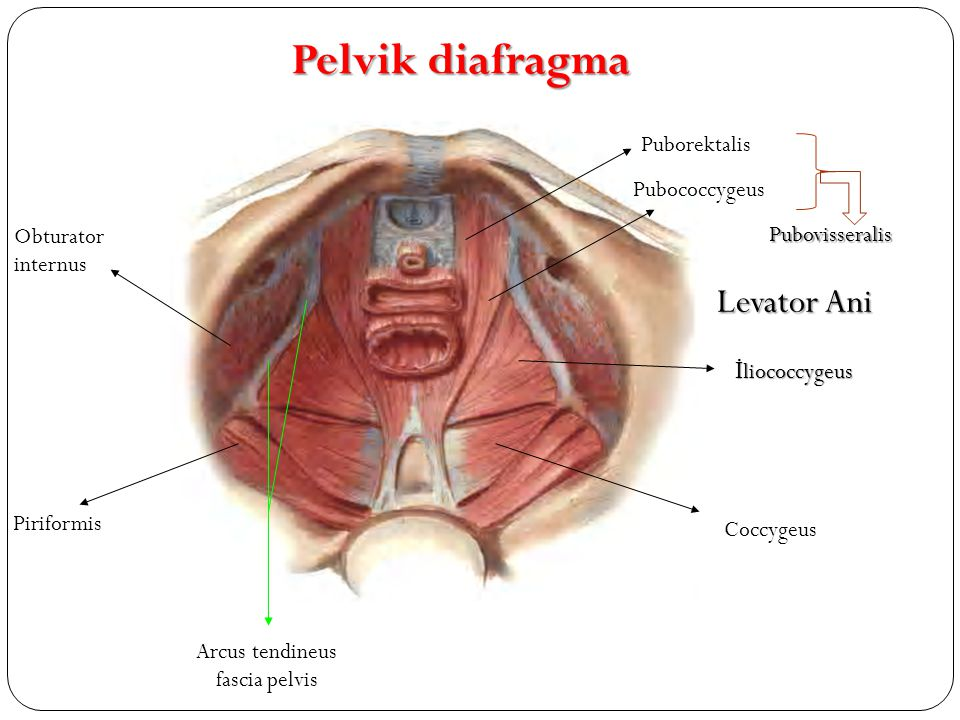 Pelvik diafragma
Puborektalis
Pubococcygeus
Pubovisseralis
Obturator
internus
Levator Ani
İliococcygeus
Piriformis
Coccygeus
Arcus tendineus
fascia pelvis